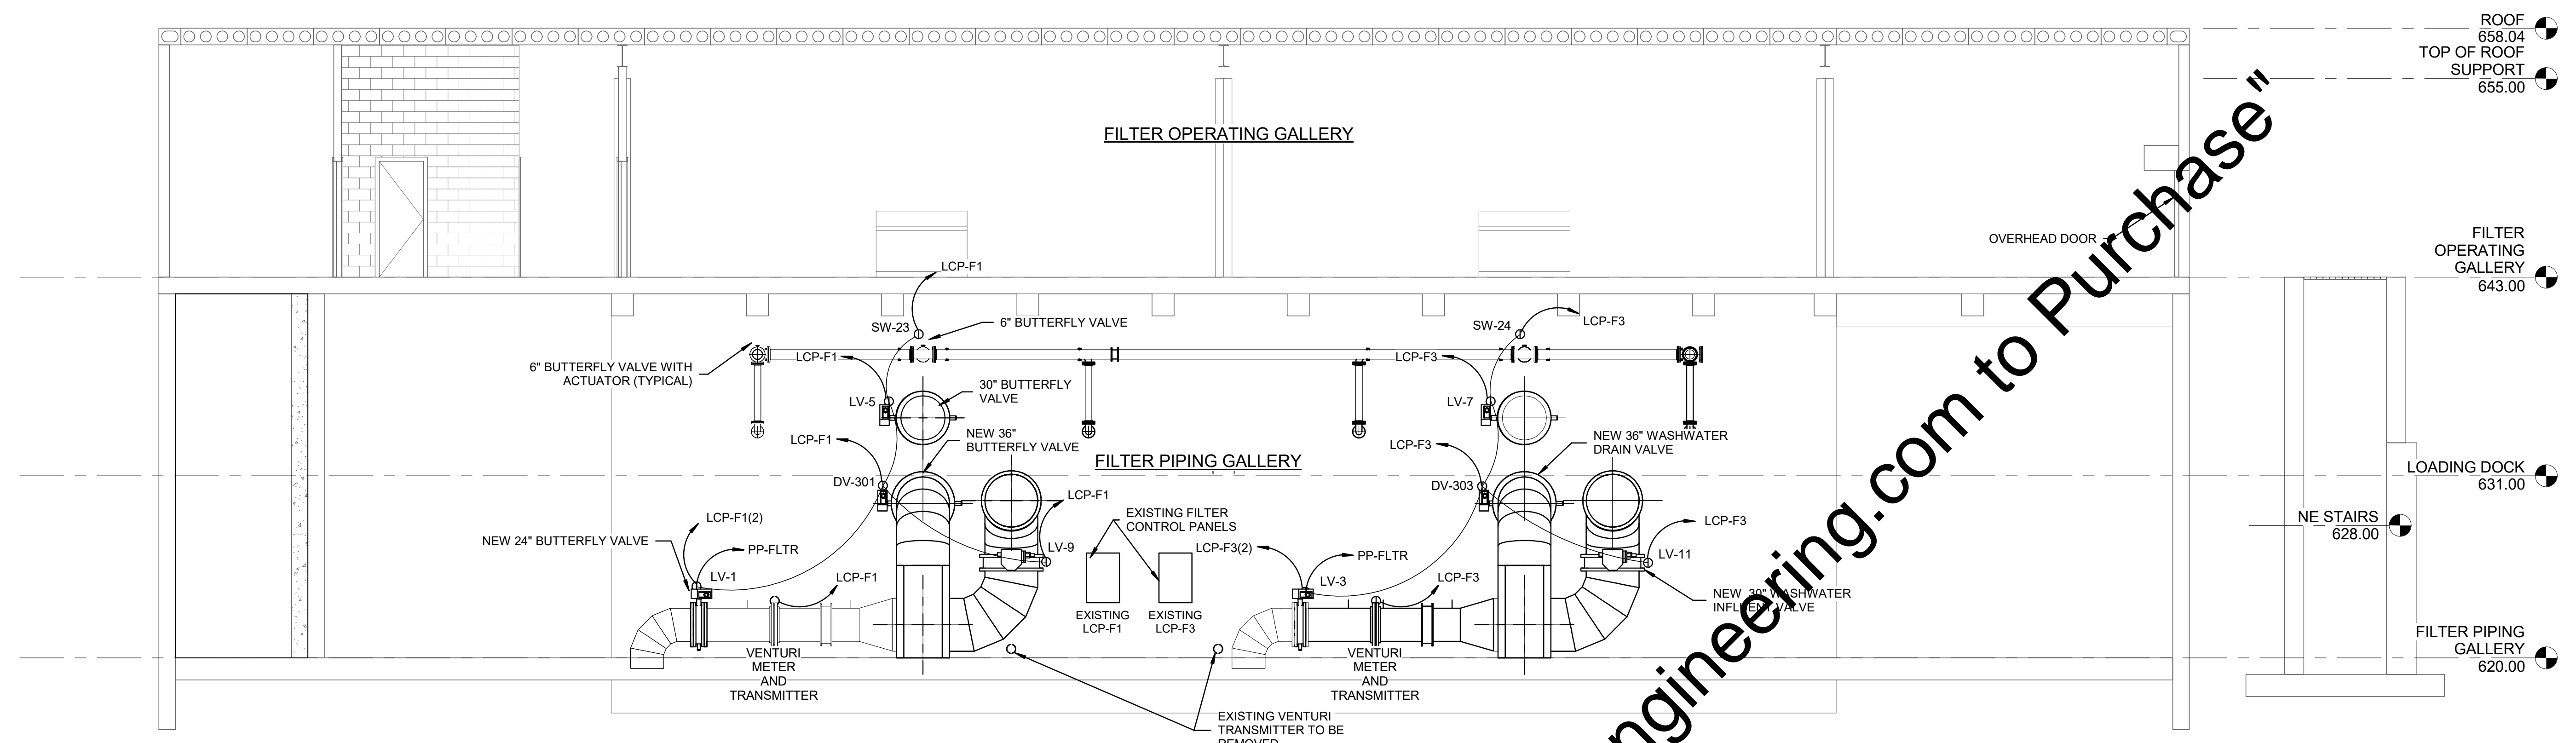 ROOF
658.04
TOP OF ROOF
SUPPORT
655.00
FILTER OPERATING GALLERY
OVERHEAD DOOR
FILTER
OPERATING
GALLERY
643.00
LCP-F1
SW-23
6" BUTTERFLY VALVE
SW-24
LCP-F3
LCP-F1
LCP-F3
6" BUTTERFLY VALVE WITH
ACTUATOR (TYPICAL)
30" BUTTERFLY
VALVE
LV-5
LV-7
LCP-F1
NEW 36"
BUTTERFLY VALVE
LCP-F3
NEW 36" WASHWATER
DRAIN VALVE
FILTER PIPING GALLERY
LOADING DOCK
631.00
DV-301
DV-303
LCP-F1
LCP-F1(2)
EXISTING FILTER
CONTROL PANELS
LCP-F3
NE STAIRS
628.00
NEW 24" BUTTERFLY VALVE
PP-FLTR
LV-9
LCP-F3(2)
PP-FLTR
LV-11
LV-1
LCP-F1
LV-3
LCP-F3
NEW 30" WASHWATER
INFLUENT VALVE
EXISTING
LCP-F1
EXISTING
LCP-F3
FILTER PIPING
GALLERY
620.00
VENTURI
METER
AND
TRANSMITTER
VENTURI
METER
AND
TRANSMITTER
EXISTING VENTURI
TRANSMITTER TO BE
REMOVED
ngineering.com to Purchase"